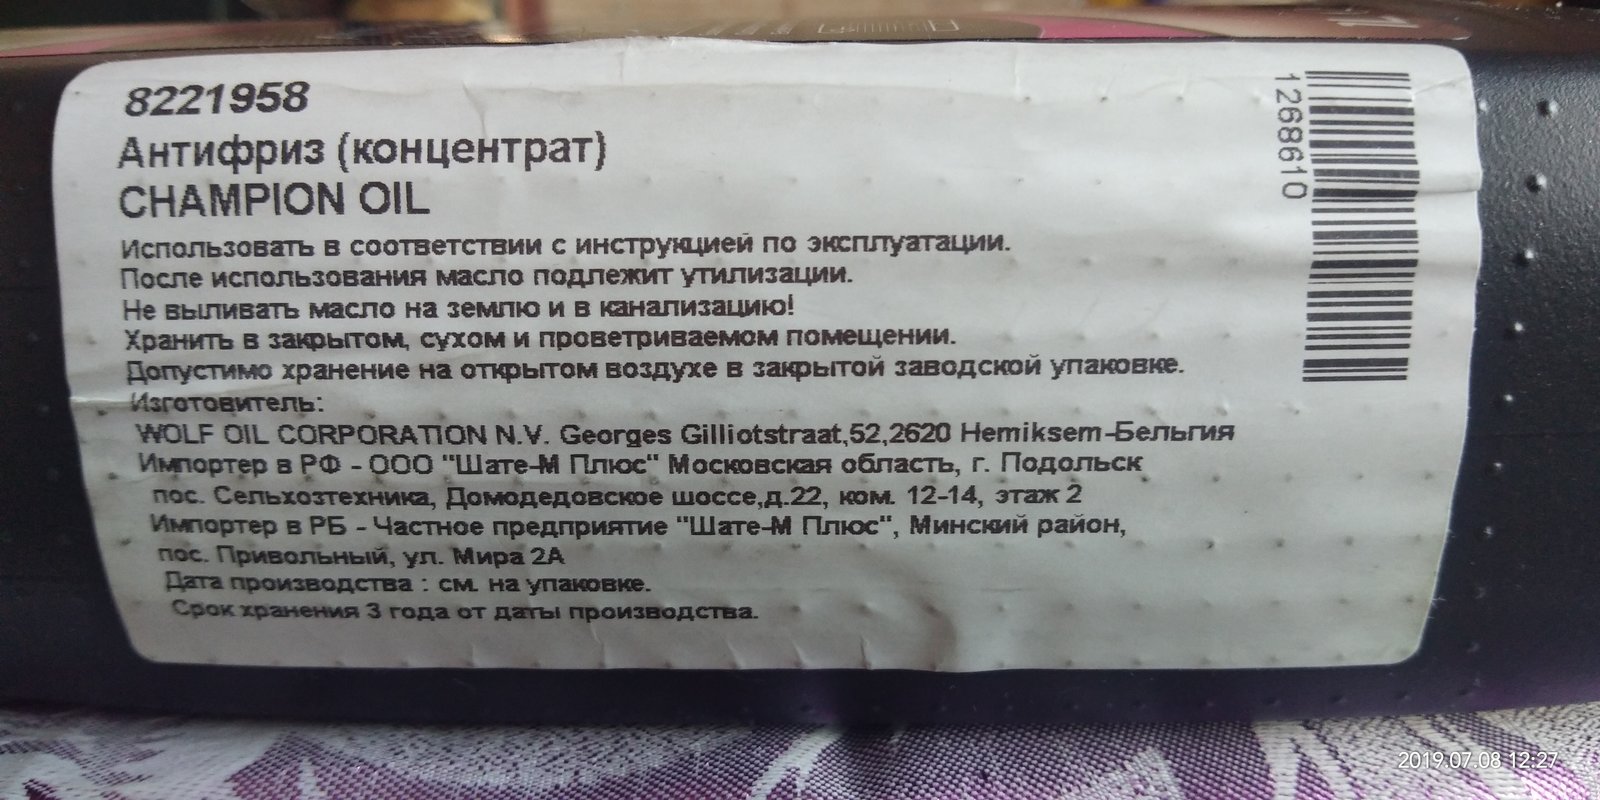 8221958
Антифриз (концентрат)
CHAMPION OIL
Использовать в соответствии с инструкцией по эксплуатации.
После использования масло подлежит утилизации.
Не выливать масло на землю и в канализацию!
Хранить в закрытом, сухом и проветриваемом помещении.
Допустимо хранение на открытом воздухе в закрытой заводской упаковке.
Изготовитель:
WOLF OIL CORPORATION N.V. Georges Gilliotstraat,52,2620 Hemiksem-Бельгия
Импортер в РФ - ООО "Шате-М Плюс" Московская область, г. Подольск
пос. Сельхозтехника, Домодедовское шоссе,д.22, ком. 12-14, этаж 2
Импортер в РБ - Частное предприятие "Шате-М Плюс", Минский район,
пос. Привольный, ул. Мира 2А
Дата производства : см. на упаковке.
Срок хранения 3 года от даты производства.
1268610
1L
2019.07.08 12:27